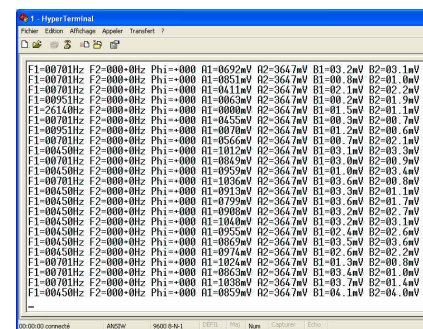 1 - HyperTerminal
Fichier Edition Affichage Appeler Transfert ?
F1=00701Hz F2=000+0Hz Phi=+000 A1=0692mV A2=3647mV B1=03.2mV B2=03.1mV
F1=00701Hz F2=000+0Hz Phi=+000 A1=0851mV A2=3647mV B1=00.8mV B2=01.0mV
F1=00701Hz F2=000+0Hz Phi=+000 A1=0411mV A2=3647mV B1=02.1mV B2=02.2mV
F1=00951Hz F2=000+0Hz Phi=+000 A1=0063mV A2=3647mV B1=00.2mV B2=01.9mV
F1=26140Hz F2=000+0Hz Phi=+000 A1=0000mV A2=3647mV B1=01.5mV B2=01.1mV
F1=00701Hz F2=000+0Hz Phi=+000 A1=0455mV A2=3647mV B1=00.3mV B2=00.7mV
F1=00951Hz F2=000+0Hz Phi=+000 A1=0070mV A2=3647mV B1=01.2mV B2=00.6mV
F1=00701Hz F2=000+0Hz Phi=+000 A1=0566mV A2=3647mV B1=00.7mV B2=02.1mV
F1=00450Hz F2=000+0Hz Phi=+000 A1=1012mV A2=3647mV B1=03.1mV B2=03.3mV
F1=00701Hz F2=000+0Hz Phi=+000 A1=0849mV A2=3647mV B1=03.0mV B2=00.9mV
F1=00450Hz F2=000+0Hz Phi=+000 A1=0959mV A2=3647mV B1=01.0mV B2=03.4mV
F1=00701Hz F2=000+0Hz Phi=+000 A1=1036mV A2=3647mV B1=03.6mV B2=00.8mV
F1=00450Hz F2=000+0Hz Phi=+000 A1=0913mV A2=3647mV B1=03.3mV B2=01.1mV
F1=00450Hz F2=000+0Hz Phi=+000 A1=0799mV A2=3647mV B1=03.6mV B2=01.7mV
F1=00450Hz F2=000+0Hz Phi=+000 A1=0908mV A2=3647mV B1=03.2mV B2=02.7mV
F1=00450Hz F2=000+0Hz Phi=+000 A1=1040mV A2=3647mV B1=03.2mV B2=03.1mV
F1=00450Hz F2=000+0Hz Phi=+000 A1=0955mV A2=3647mV B1=02.4mV B2=02.6mV
F1=00450Hz F2=000+0Hz Phi=+000 A1=0869mV A2=3647mV B1=03.5mV B2=03.6mV
F1=00450Hz F2=000+0Hz Phi=+000 A1=0974mV A2=3647mV B1=02.6mV B2=02.2mV
F1=00701Hz F2=000+0Hz Phi=+000 A1=1024mV A2=3647mV B1=01.3mV B2=00.8mV
F1=00701Hz F2=000+0Hz Phi=+000 A1=0863mV A2=3647mV B1=03.4mV B2=01.0mV
F1=00701Hz F2=000+0Hz Phi=+000 A1=1038mV A2=3647mV B1=03.7mV B2=01.4mV
F1=00450Hz F2=000+0Hz Phi=+000 A1=0859mV A2=3647mV B1=04.1mV B2=04.0mV
_
00:00:00 connecté ANSIW 9600 8-N-1 DÉFIL Maj Num Capturer Écho